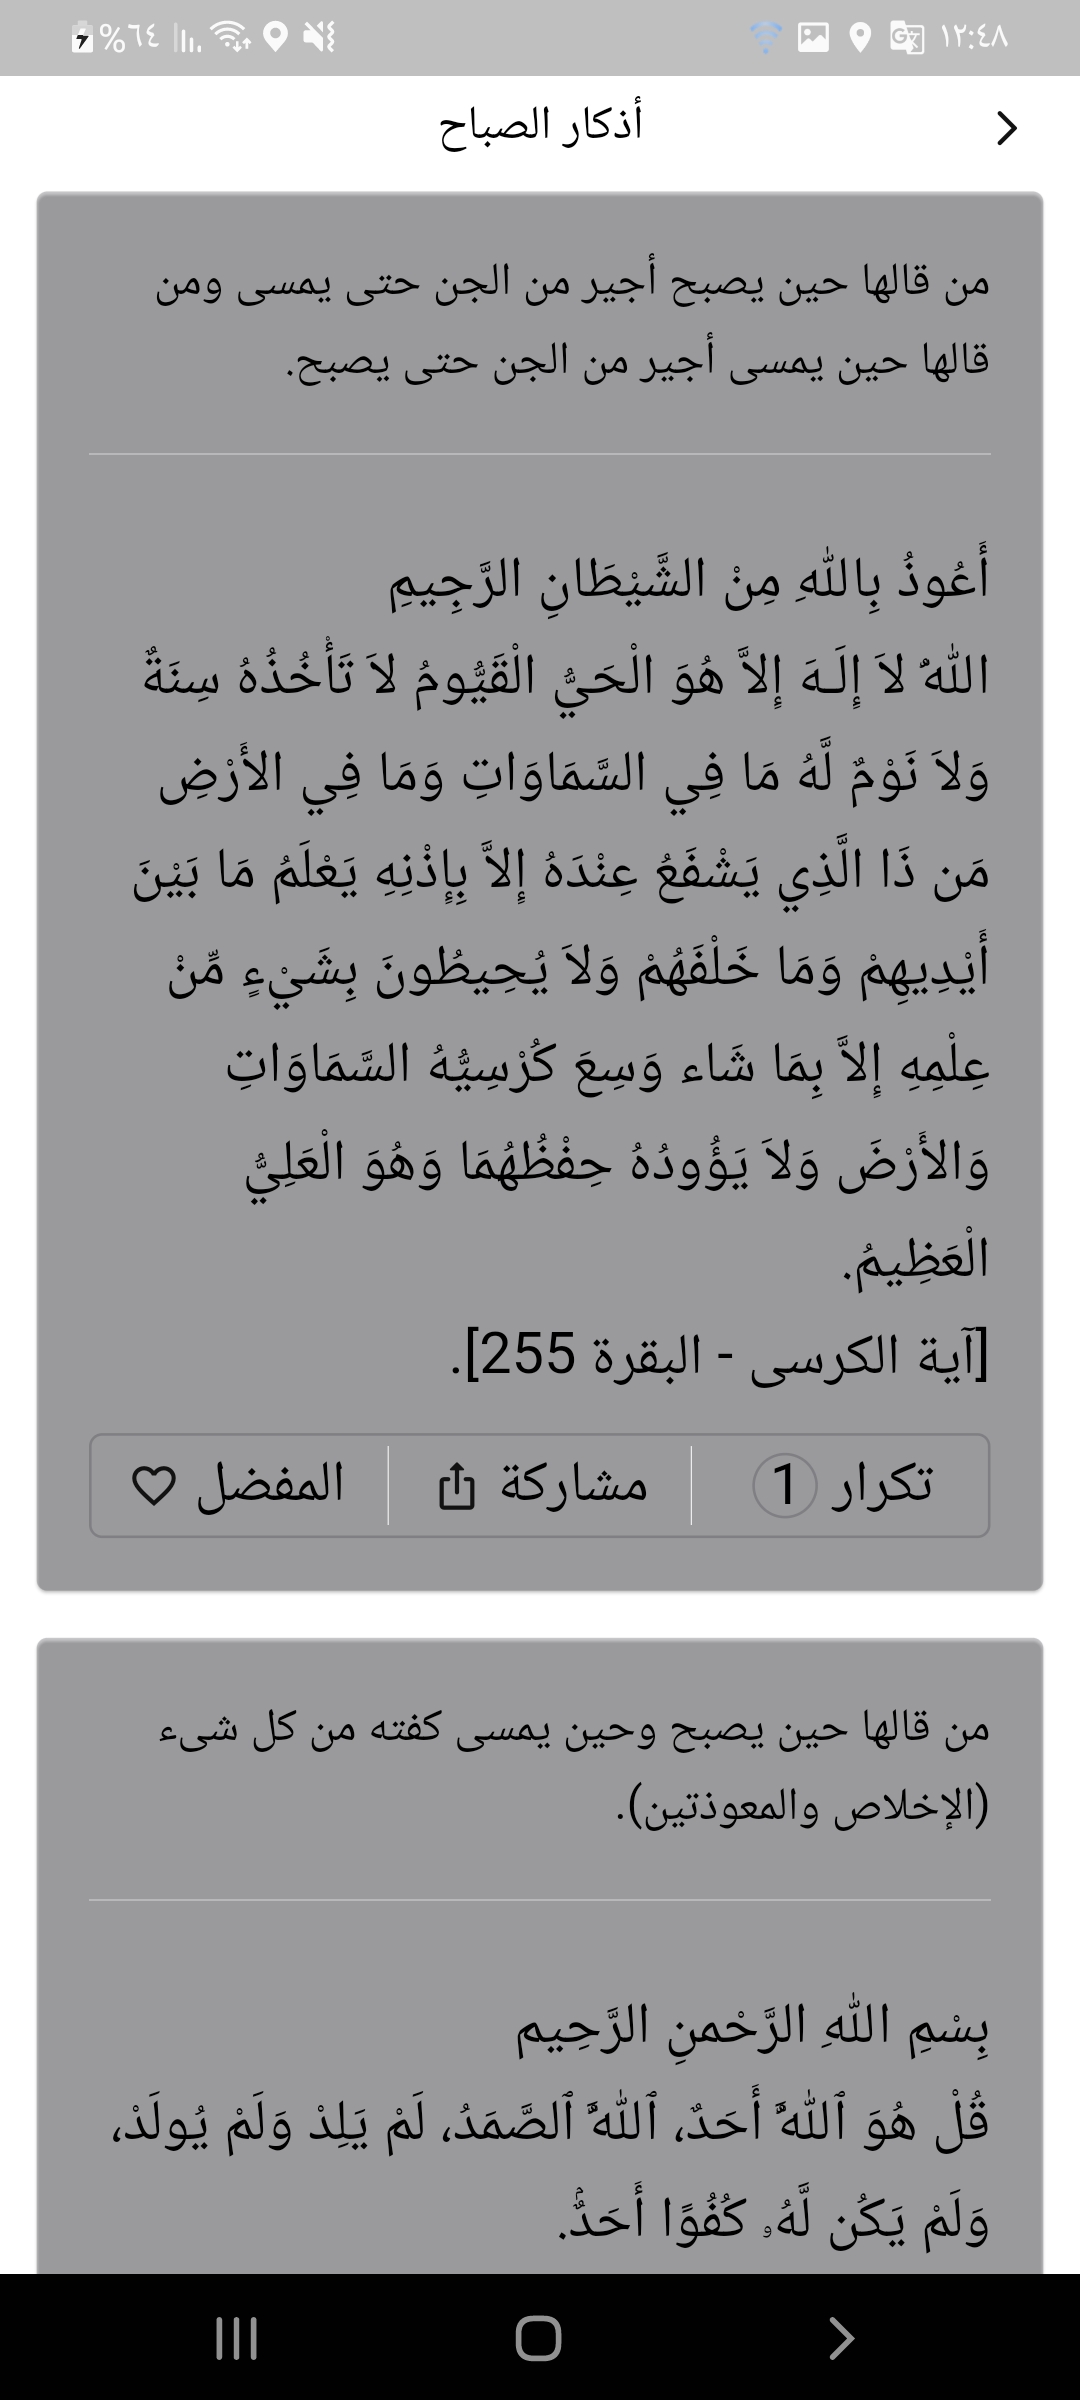 ١٢:٤٨
%٦٤
أذكار الصباح
من قالها حين يصبح أجير من الجن حتى يمسى ومن
قالها حين يمسى أجير من الجن حتى يصبح.
أَعُوذُ بِاللهِ مِنْ الشَّيْطَانِ الرَّجِيمِ
اللّهُ لاَ إِلَـهَ إِلاَّ هُوَ الْحَيُّ الْقَيُّومُ لاَ تَأْخُذُهُ سِنَةٌ
وَلاَ نَوْمٌ لَّهُ مَا فِي السَّمَاوَاتِ وَمَا فِي الأَرْضِ
مَن ذَا الَّذِي يَشْفَعُ عِنْدَهُ إِلاَّ بِإِذْنِهِ يَعْلَمُ مَا بَيْنَ
أَيْدِيهِمْ وَمَا خَلْفَهُمْ وَلاَ يُحِيطُونَ بِشَيْءٍ مِّنْ
عِلْمِهِ إِلاَّ بِمَا شَاء وَسِعَ كُرْسِيُّهُ السَّمَاوَاتِ
وَالأَرْضَ وَلاَ يَؤُودُهُ حِفْظُهُمَا وَهُوَ الْعَلِيُّ
الْعَظِيمُ.
[آية الكرسى - البقرة 255].
تكرار 1 مشاركة المفضل
من قالها حين يصبح وحين يمسى كفته من كل شىء
(الإخلاص والمعوذتين).
بِسْمِ اللهِ الرَّحْمنِ الرَّحِيم
قُلْ هُوَ ٱللَّهُ أَحَدٌ، ٱللَّهُ ٱلصَّمَدُ، لَمْ يَلِدْ وَلَمْ يُولَدْ،
وَلَمْ يَكُن لَّهُۥ كُفُوًا أَحَدٌۢ.